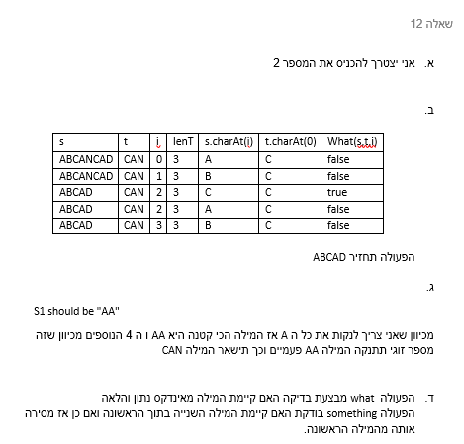 שאלה 12
א. אני יצטרך להכניס את המספר 2
ב.
s t i lenT s.charAt(i) t.charAt(0) What(s,t,i)
ABCANCAD CAN 0 3 A C false
ABCANCAD CAN 1 3 B C false
ABCAD CAN 2 3 C C true
ABCAD CAN 2 3 A C false
ABCAD CAN 3 3 B C false
הפעולה תחזיר ABCAD
ג.
S1 should be "AA"
מכיוון שאני צריך לנקות את כל ה A אז המילה הכי קטנה היא AA ו ה 4 הנוספים מכיוון שזה
מספר זוגי תתנקה המילה AA פעמיים וכך תישאר המילה CAN
ד. הפעולה what מבצעת בדיקה האם קיימת המילה מאינדקס נתון והלאה
הפעולה something בודקת האם קיימת המילה השנייה בתוך הראשונה ואם כן אז מסירה
אותה מהמילה הראשונה.